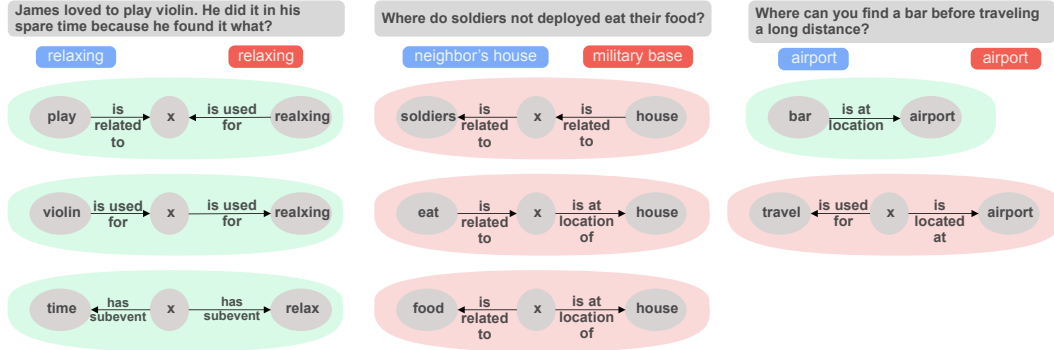 James loved to play violin. He did it in his
spare time because he found it what?
relaxing
relaxing
play
is
related
to
x
is used
for
realxing
violin
is used
for
x
is used
for
realxing
time
has
subevent
x
has
subevent
relax
Where do soldiers not deployed eat their food?
neighbor's house
military base
soldiers
is
related
to
x
is
related
to
house
eat
is
related
to
x
is at
location
of
house
food
is
related
to
x
is at
location
of
house
Where can you find a bar before traveling
a long distance?
airport
airport
bar
is at
location
airport
travel
is used
for
x
is
located
at
airport